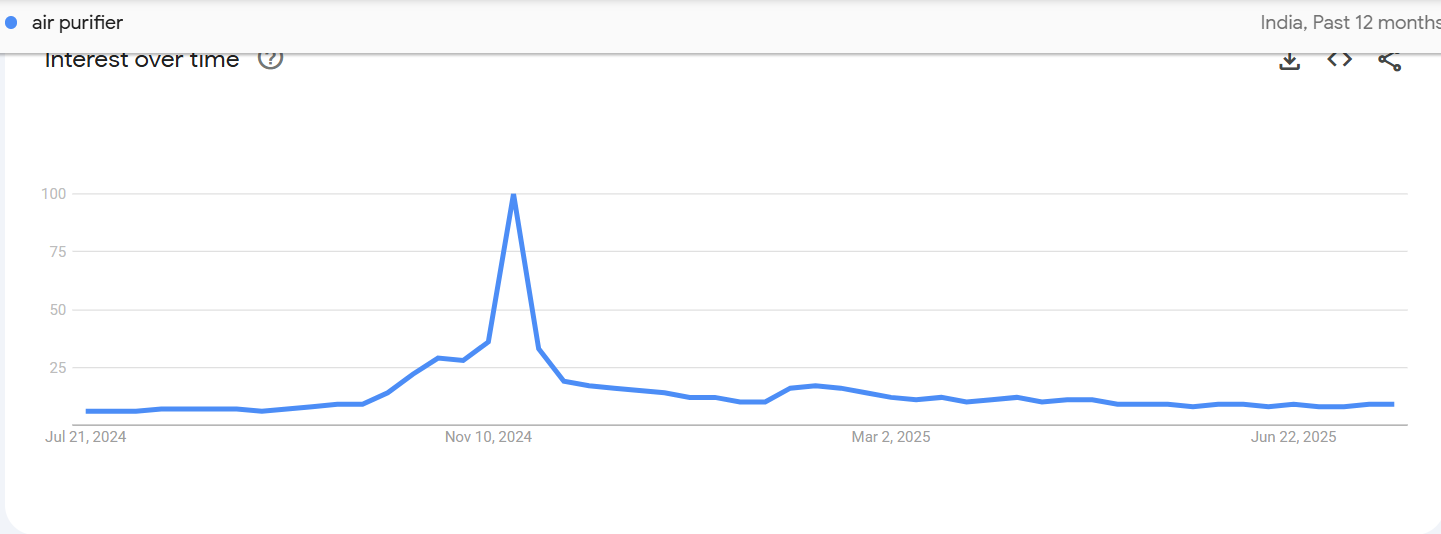 air purifier
India, Past 12 months
Interest over time
100
75
50
25
Jul 21, 2024
Nov 10, 2024
Mar 2, 2025
Jun 22, 2025